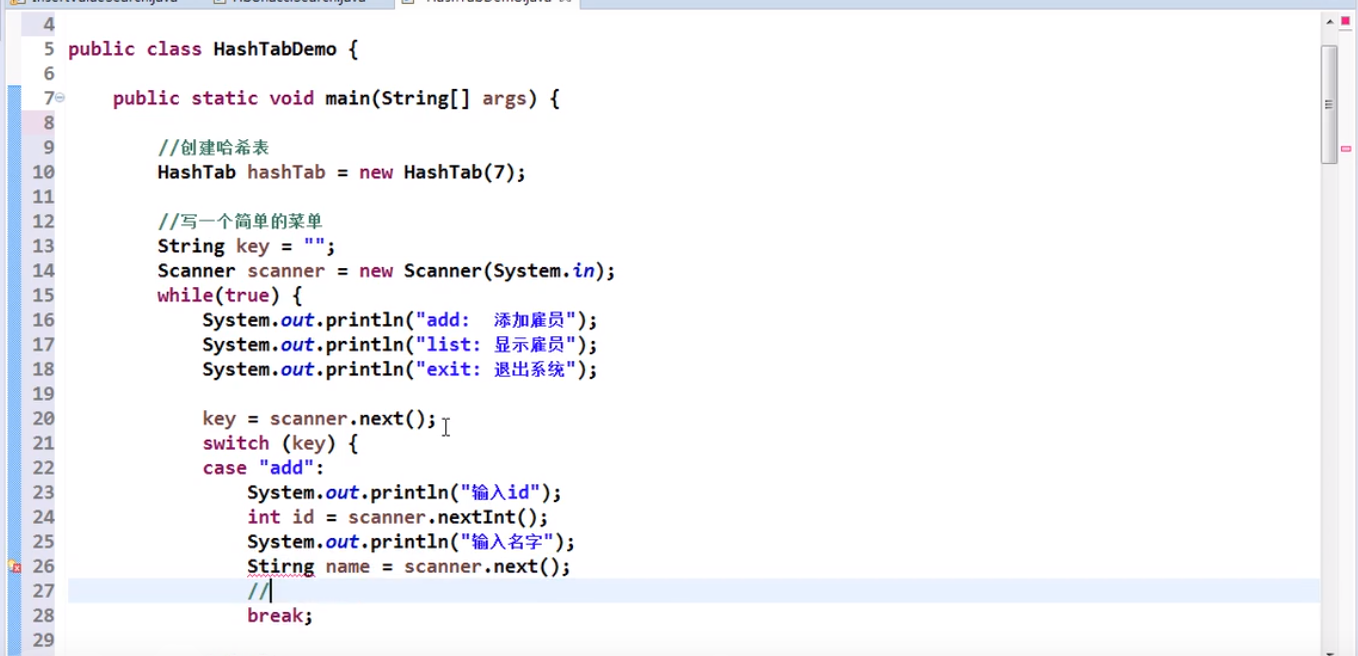 4
5 public class HashTabDemo {
6
7 public static void main(String[] args) {
8
9 //创建哈希表
10 HashTab hashTab = new HashTab(7);
11
12 //写一个简单的菜单
13 String key = "";
14 Scanner scanner = new Scanner(System.in);
15 while(true) {
16 System.out.println("add:  添加雇员");
17 System.out.println("list: 显示雇员");
18 System.out.println("exit: 退出系统");
19
20 key = scanner.next();
21 switch (key) {
22 case "add":
23 System.out.println("输入id");
24 int id = scanner.nextInt();
25 System.out.println("输入名字");
26 Stirng name = scanner.next();
27 //
28 break;
29